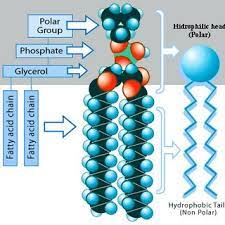 Polar
Group
Phosphate
Glycerol
Fatty acid chain
Fatty acid chain
Hidrophilic head
(Polar)
Hydrophobic Tail
(Non Polar)